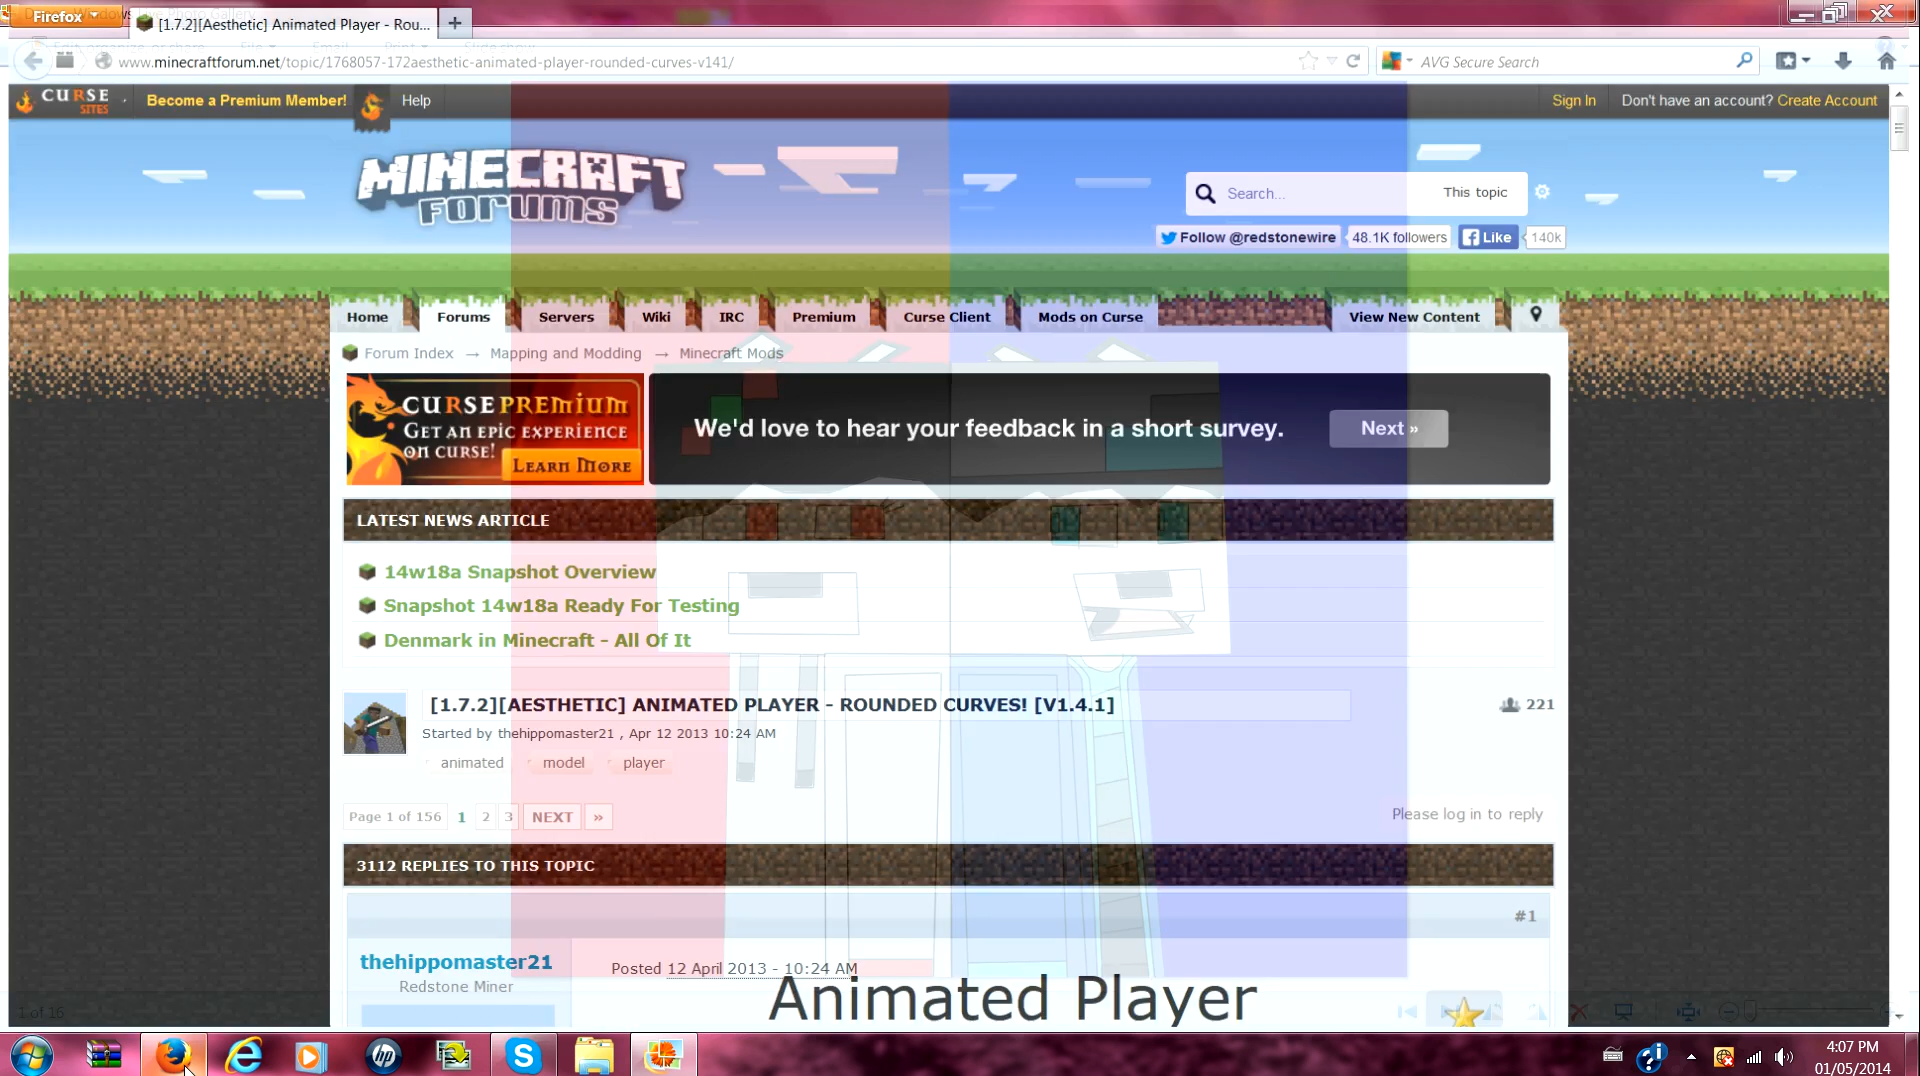 Firefox
[1.7.2][Aesthetic] Animated Player - Rou...
www.minecraftforum.net/topic/1768057-172aesthetic-animated-player-rounded-curves-v141/
AVG Secure Search
CURSE SITES
Become a Premium Member!
Help
Sign In
Don't have an account? Create Account
MINECRAFT
FORUMS
Search...
This topic
Follow @redstonewire
48.1K followers
Like
140k
Home
Forums
Servers
Wiki
IRC
Premium
Curse Client
Mods on Curse
View New Content
Forum Index → Mapping and Modding → Minecraft Mods
CURSE PREMIUM
GET AN EPIC EXPERIENCE
ON CURSE!
LEARN MORE
We'd love to hear your feedback in a short survey.
Next »
LATEST NEWS ARTICLE
14w18a Snapshot Overview
Snapshot 14w18a Ready For Testing
Denmark in Minecraft - All Of It
[1.7.2][AESTHETIC] ANIMATED PLAYER - ROUNDED CURVES! [V1.4.1]
221
Started by thehippomaster21 , Apr 12 2013 10:24 AM
animated
model
player
Page 1 of 156
1
2
3
NEXT
»
Please log in to reply
3112 REPLIES TO THIS TOPIC
#1
thehippomaster21
Posted 12 April 2013 - 10:24 AM
Redstone Miner
Animated Player
1 of 16
4:07 PM
01/05/2014